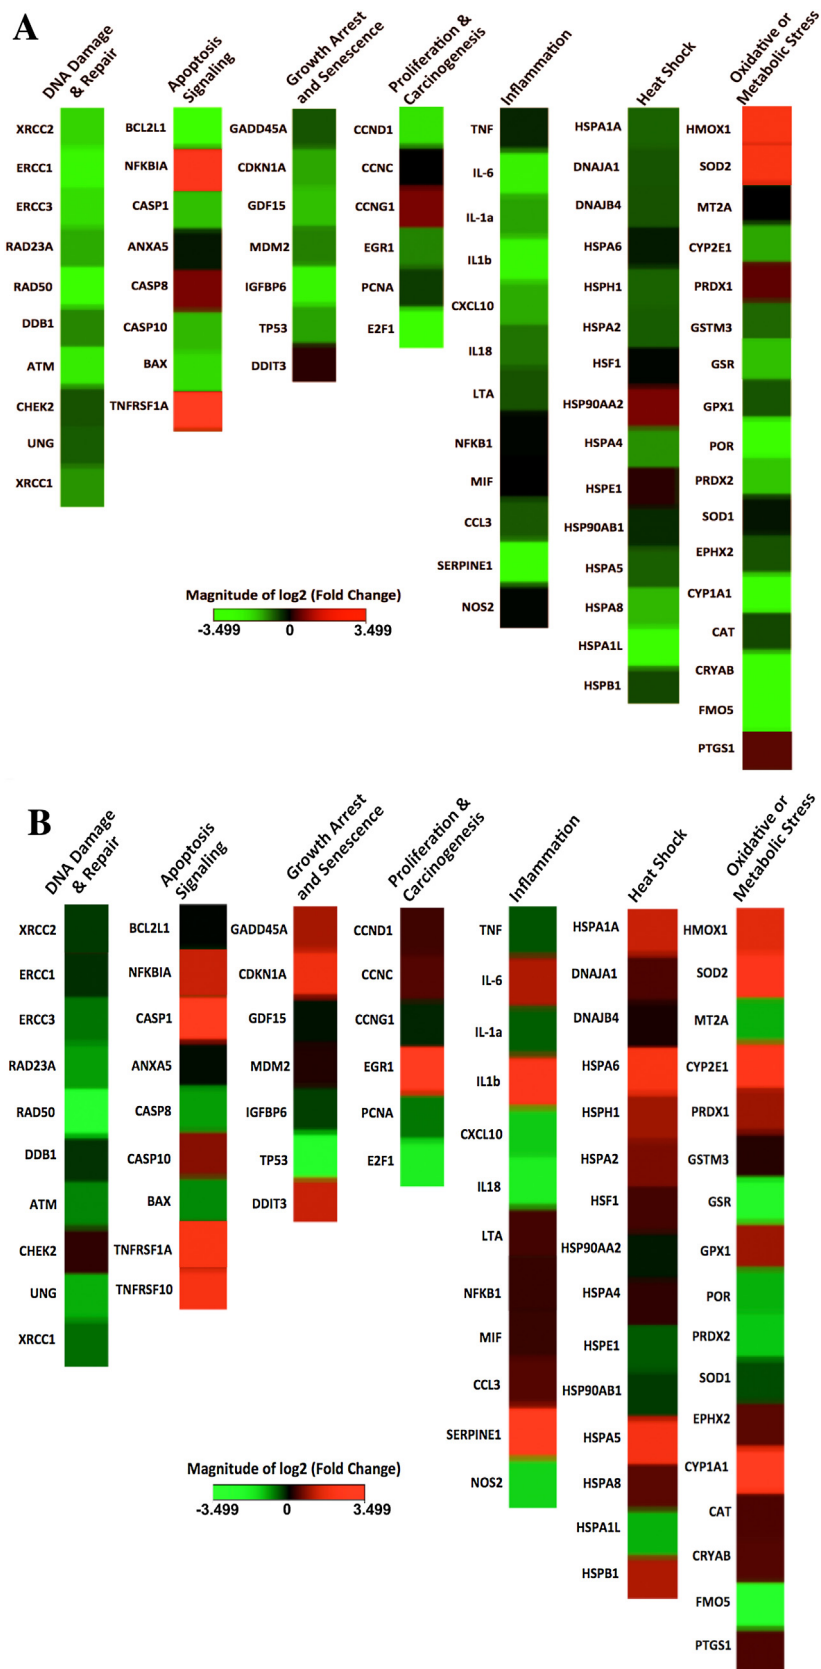 A
DNA Damage
& Repair
Apoptosis
Signaling
Growth Arrest
and Senescence
Proliferation &
Carcinogenesis
Inflammation
Heat Shock
Oxidative or
Metabolic Stress
XRCC2
ERCC1
ERCC3
RAD23A
RAD50
DDB1
ATM
CHEK2
UNG
XRCC1
BCL2L1
NFKBIA
CASP1
ANXA5
CASP8
CASP10
BAX
TNFRSF1A
GADD45A
CDKN1A
GDF15
MDM2
IGFBP6
TP53
DDIT3
CCND1
CCNC
CCNG1
EGR1
PCNA
E2F1
TNF
IL-6
IL-1a
IL1b
CXCL10
IL18
LTA
NFKB1
MIF
CCL3
SERPINE1
NOS2
HSPA1A
DNAJA1
DNAJB4
HSPA6
HSPH1
HSPA2
HSF1
HSP90AA2
HSPA4
HSPE1
HSP90AB1
HSPA5
HSPA8
HSPA1L
HSPB1
HMOX1
SOD2
MT2A
CYP2E1
PRDX1
GSTM3
GSR
GPX1
POR
PRDX2
SOD1
EPHX2
CYP1A1
CAT
CRYAB
FMO5
PTGS1
Magnitude of log2 (Fold Change)
-3.499 0 3.499
B
DNA Damage
& Repair
Apoptosis
Signaling
Growth Arrest
and Senescence
Proliferation &
Carcinogenesis
Inflammation
Heat Shock
Oxidative or
Metabolic Stress
XRCC2
ERCC1
ERCC3
RAD23A
RAD50
DDB1
ATM
CHEK2
UNG
XRCC1
BCL2L1
NFKBIA
CASP1
ANXA5
CASP8
CASP10
BAX
TNFRSF1A
TNFRSF10
GADD45A
CDKN1A
GDF15
MDM2
IGFBP6
TP53
DDIT3
CCND1
CCNC
CCNG1
EGR1
PCNA
E2F1
TNF
IL-6
IL-1a
IL1b
CXCL10
IL18
LTA
NFKB1
MIF
CCL3
SERPINE1
NOS2
HSPA1A
DNAJA1
DNAJB4
HSPA6
HSPH1
HSPA2
HSF1
HSP90AA2
HSPA4
HSPE1
HSP90AB1
HSPA5
HSPA8
HSPA1L
HSPB1
HMOX1
SOD2
MT2A
CYP2E1
PRDX1
GSTM3
GSR
GPX1
POR
PRDX2
SOD1
EPHX2
CYP1A1
CAT
CRYAB
FMO5
PTGS1
Magnitude of log2 (Fold Change)
-3.499 0 3.499